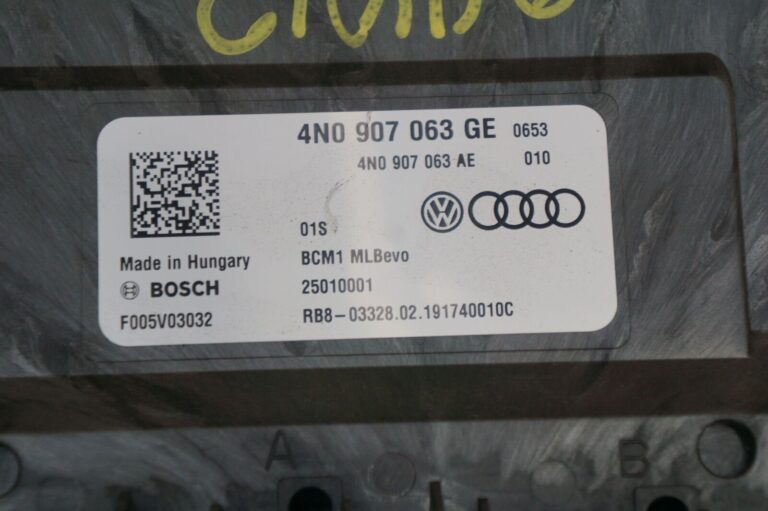 4N0 907 063 GE 0653
4N0 907 063 AE 010
01S
Made in Hungary
BCM1 MLBevo
BOSCH
25010001
F005V03032
RB8-03328.02.191740010C
A
B